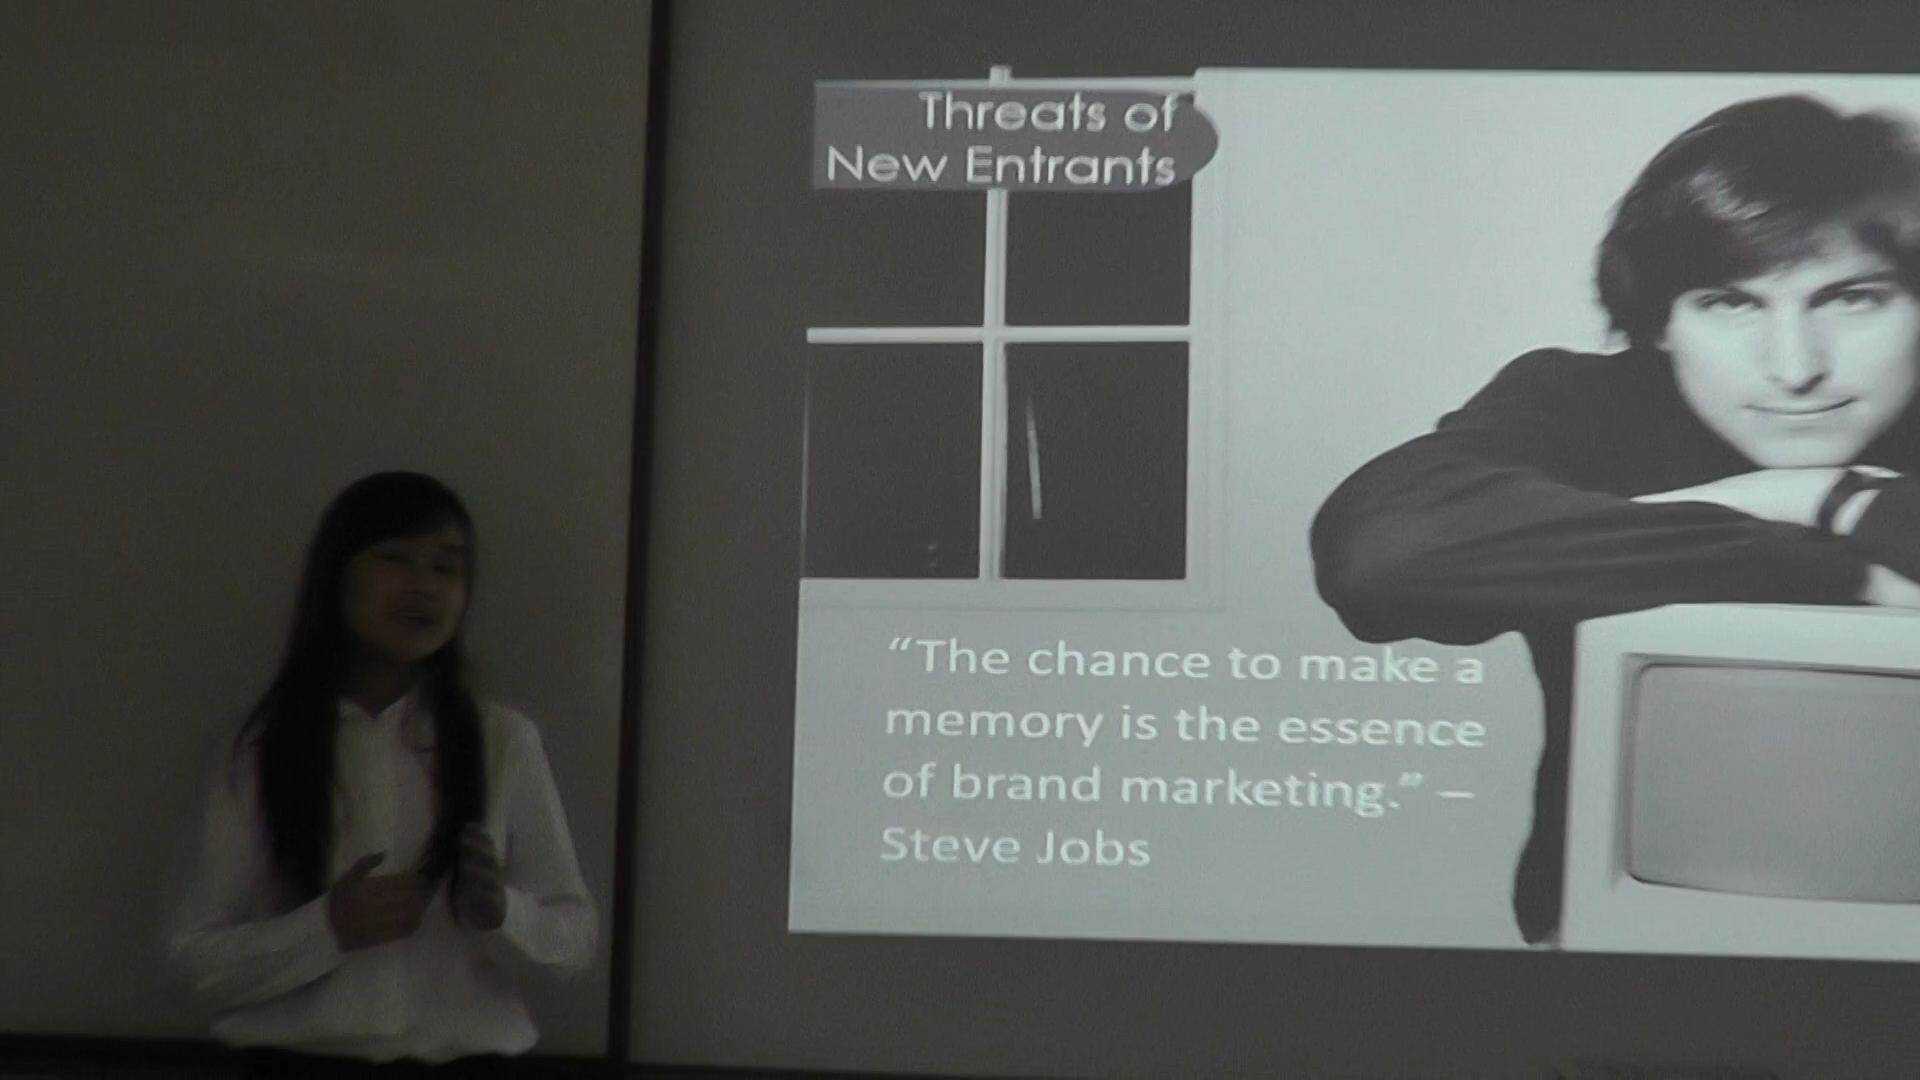 Threats of
New Entrants
“The chance to make a
memory is the essence
of brand marketing.” –
Steve Jobs